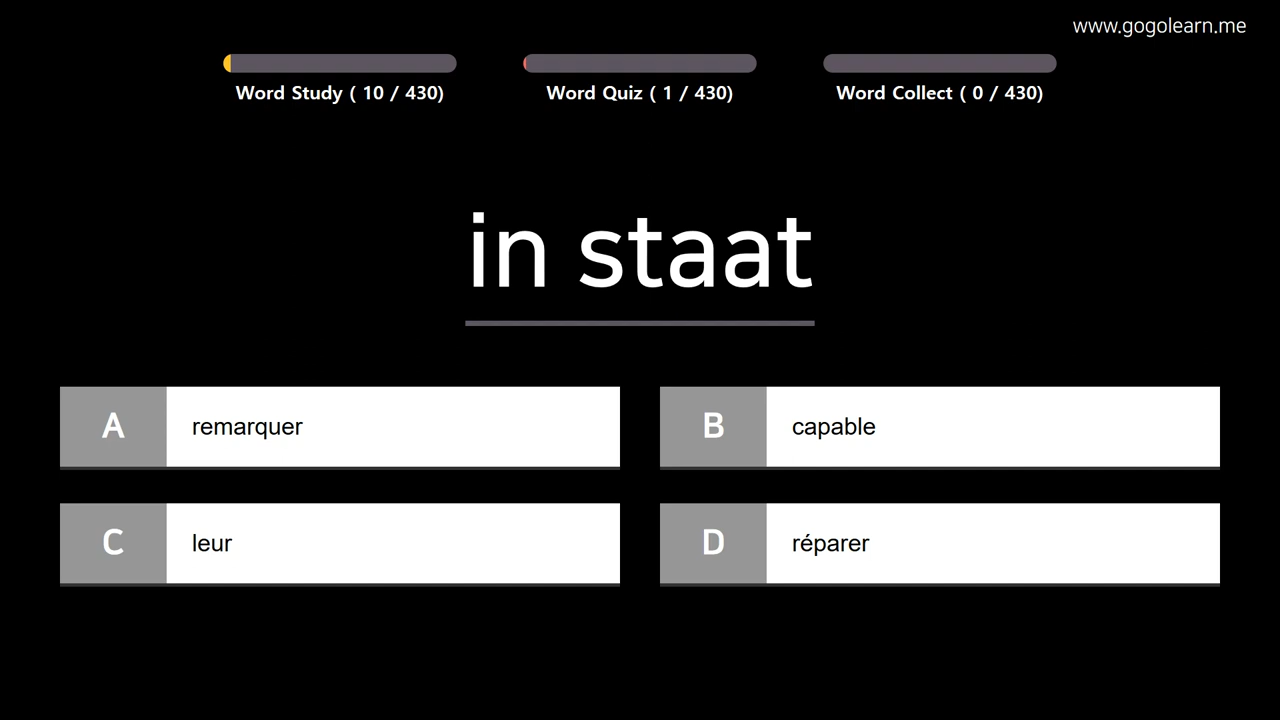 www.gogolearn.me
Word Study ( 10 / 430)
Word Quiz ( 1 / 430)
Word Collect ( 0 / 430)
in staat
A remarquer
B capable
C leur
D réparer